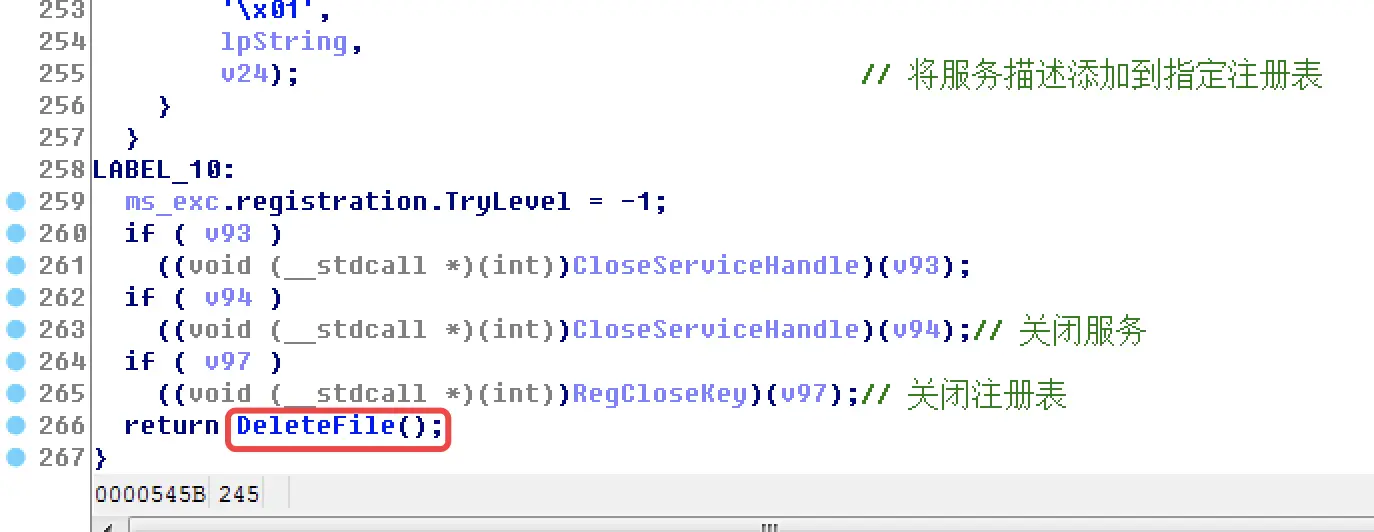 253 '\x01',
254 lpString,
255 v24); // 将服务描述添加到指定注册表
256 }
257 }
258 LABEL_10:
259 ms_exc.registration.TryLevel = -1;
260 if ( v93 )
261 ((void (__stdcall *)(int))CloseServiceHandle)(v93);
262 if ( v94 )
263 ((void (__stdcall *)(int))CloseServiceHandle)(v94);// 关闭服务
264 if ( v97 )
265 ((void (__stdcall *)(int))RegCloseKey)(v97);// 关闭注册表
266 return DeleteFile();
267 }
0000545B 245